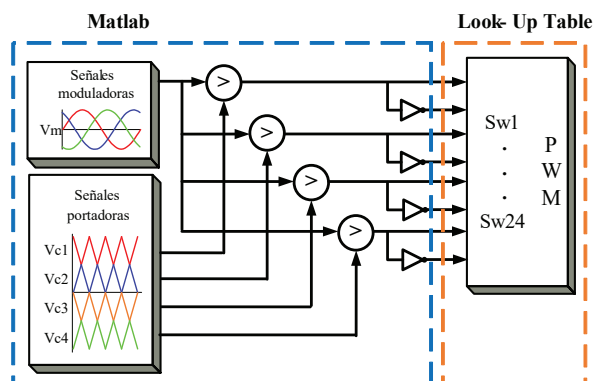 Matlab
Look- Up Table
Señales
moduladoras
Vm
Señales
portadoras
Vc1
Vc2
Vc3
Vc4
>
>
>
>
Sw1
.
.
.
Sw24
P
W
M